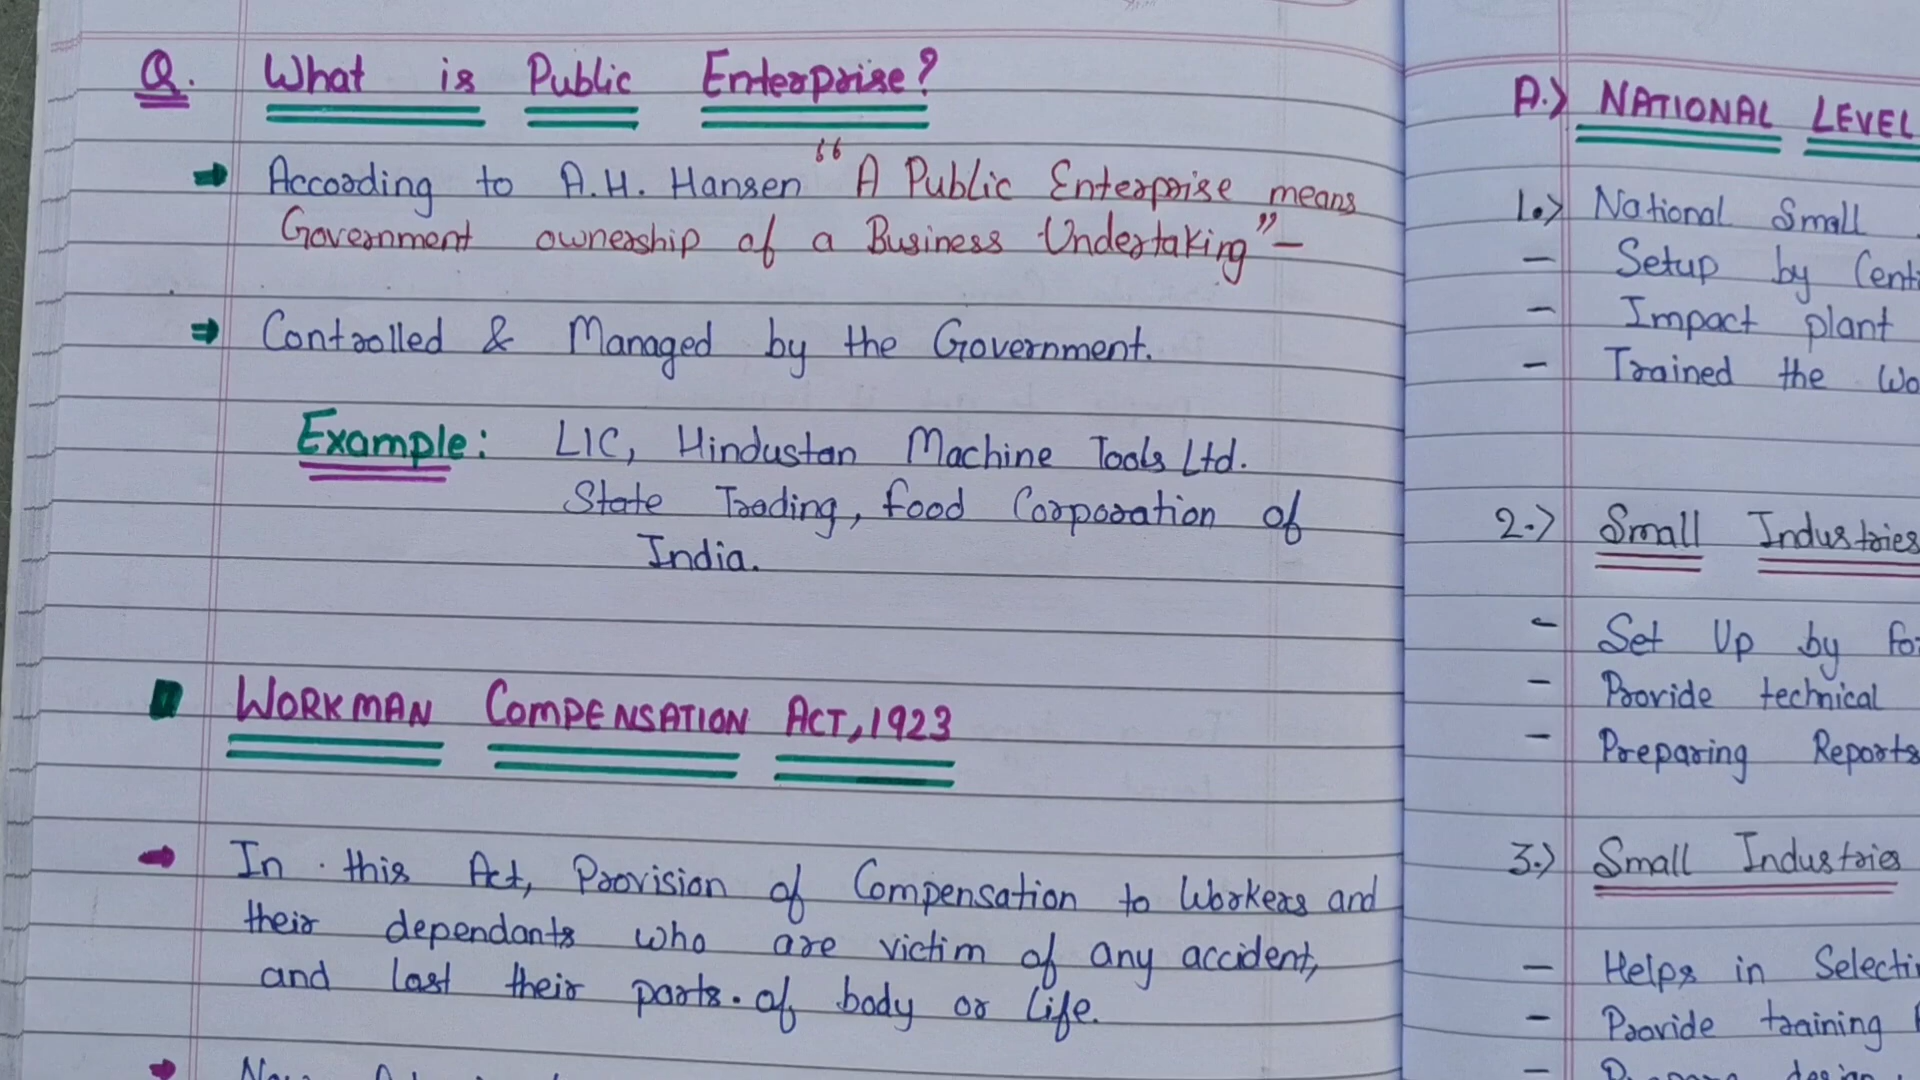 Q. What is Public Enterprise?
➡ According to A.H. Hansen "A Public Enterprise means
Government ownership of a Business Undertaking" –
➡ Controlled & Managed by the Government.
Example: LIC, Hindustan Machine Tools Ltd.
State Trading, Food Corporation of
India.
WORKMAN COMPENSATION ACT, 1923
➡ In this Act, Provision of Compensation to Workers and
their dependants who are victim of any accident,
and lost their parts of body or life.
A.) NATIONAL LEVEL
1.) National Small
– Setup by
– Impact plant
– Trained the
2.) Small Industries
– Set Up by
– Provide technical
– Preparing Reports
3.) Small Industries
– Helps in
– Provide training